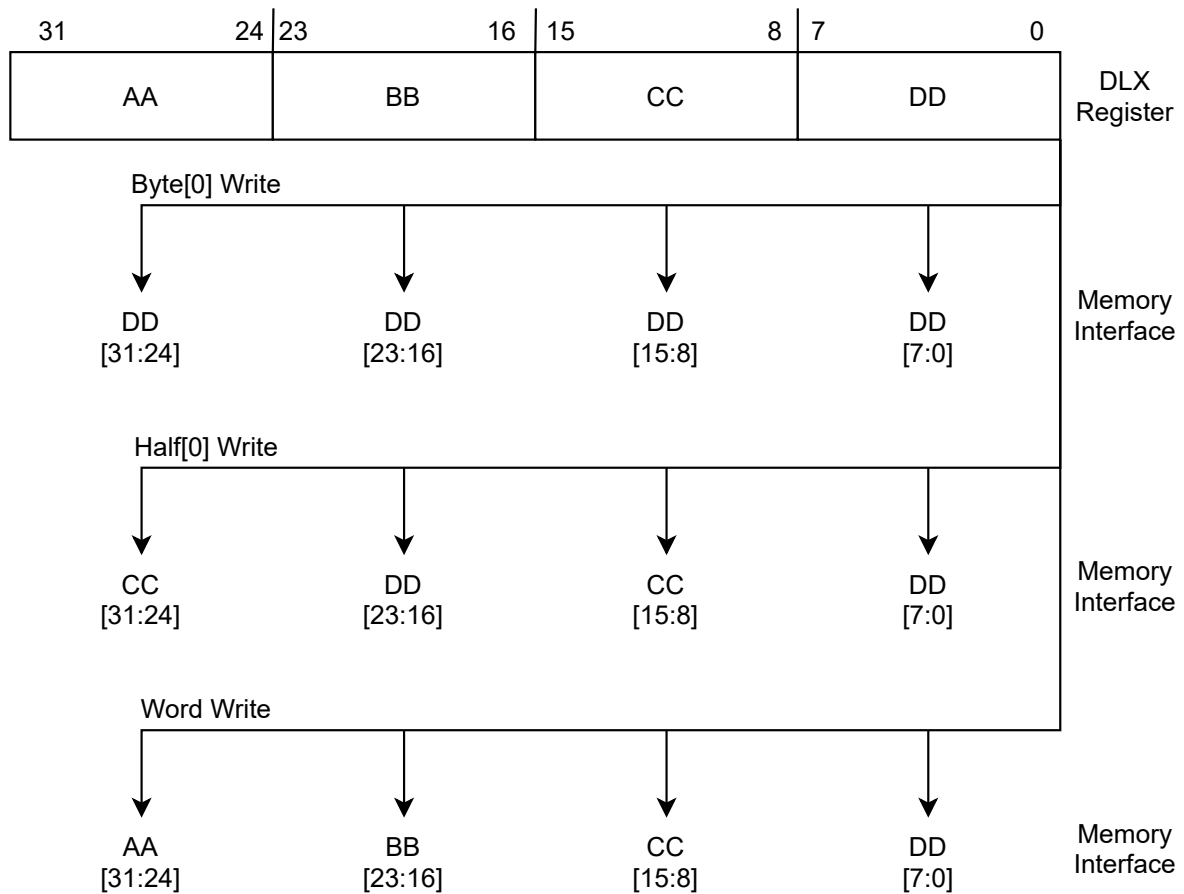 31 24 23 16 15 8 7 0
AA BB CC DD
DLX
Register
Byte[0] Write
DD DD DD DD
[31:24] [23:16] [15:8] [7:0]
Memory
Interface
Half[0] Write
CC DD CC DD
[31:24] [23:16] [15:8] [7:0]
Memory
Interface
Word Write
AA BB CC DD
[31:24] [23:16] [15:8] [7:0]
Memory
Interface